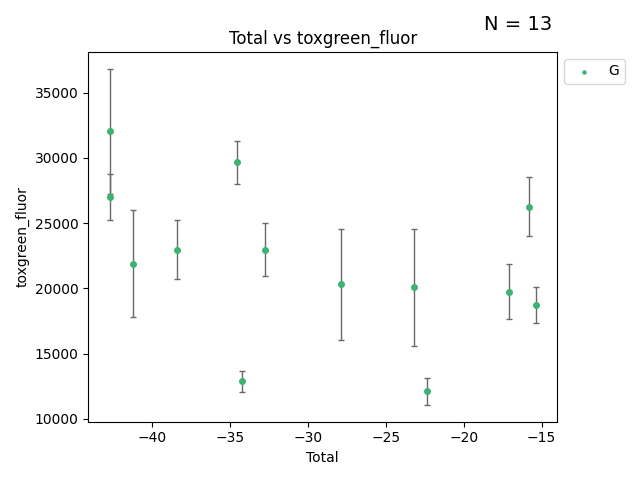 N = 13
Total vs toxgreen_fluor
G
toxgreen_fluor
35000
30000
25000
20000
15000
10000
−40 −35 −30 −25 −20 −15
Total